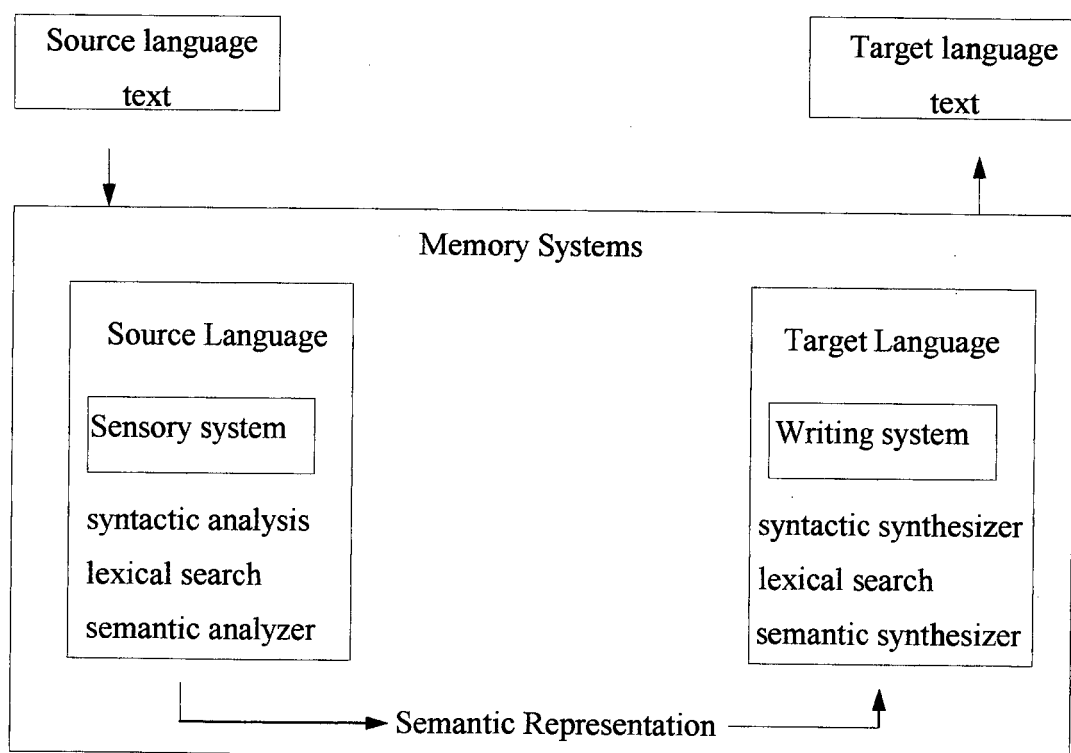 Source language
text
Target language
text
Memory Systems
Source Language
Sensory system
syntactic analysis
lexical search
semantic analyzer
Target Language
Writing system
syntactic synthesizer
lexical search
semantic synthesizer
Semantic Representation